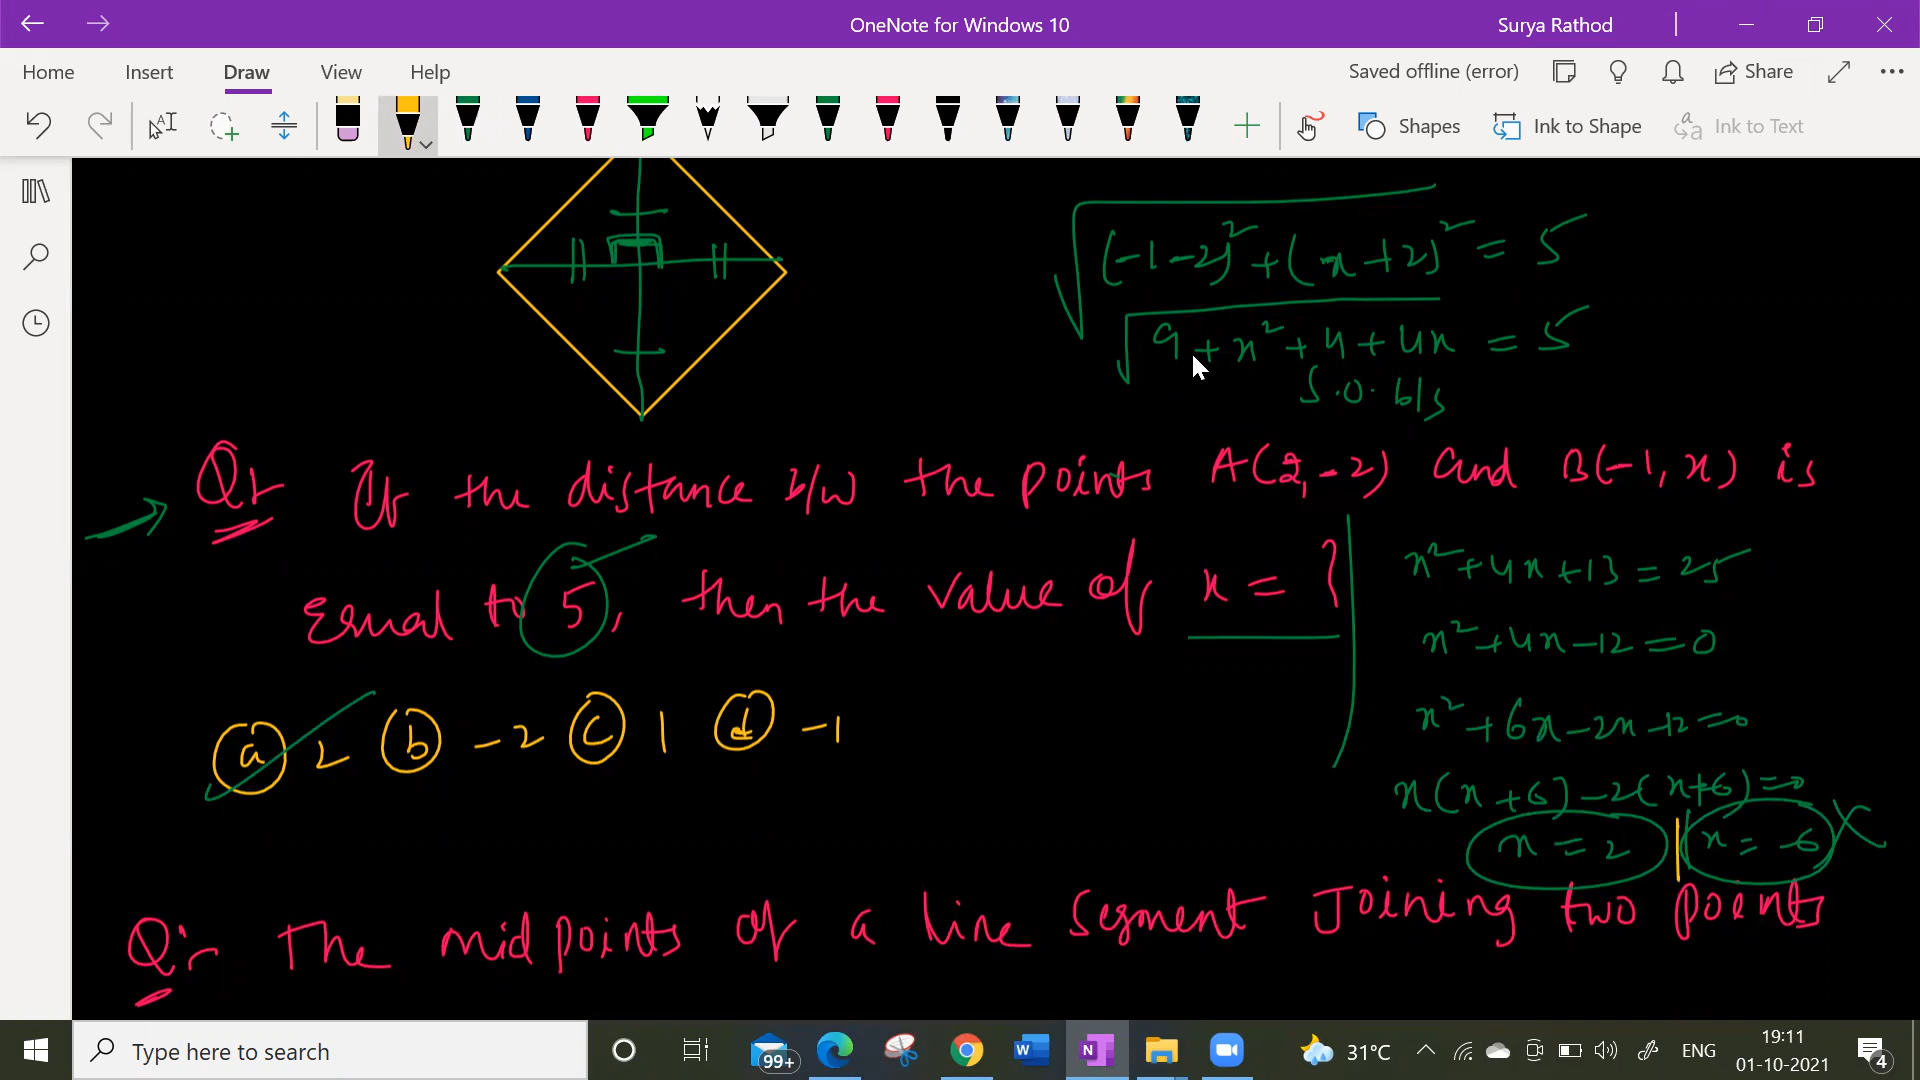 OneNote for Windows 10
Surya Rathod
Home Insert Draw View Help
Saved offline (error) Share
Shapes Ink to Shape Ink to Text
√(-1-2)²+(x+2)² = 5
√9+x²+4+4x = 5
S.O.b/s
Q:- If the distance b/w the points A(2,-2) and B(-1,x) is
Equal to 5, then the value of x = ?
(a) 2 (b) -2 (c) 1 (d) -1
x²+4x+13=25
x²+4x-12=0
x²+6x-2x-12=0
x(x+6)-2(x+6)=0
x=2 | x=-6 ×
Q:- The midpoints of a line segment Joining two points
Type here to search
99+
31°C
ENG
19:11
01-10-2021
4